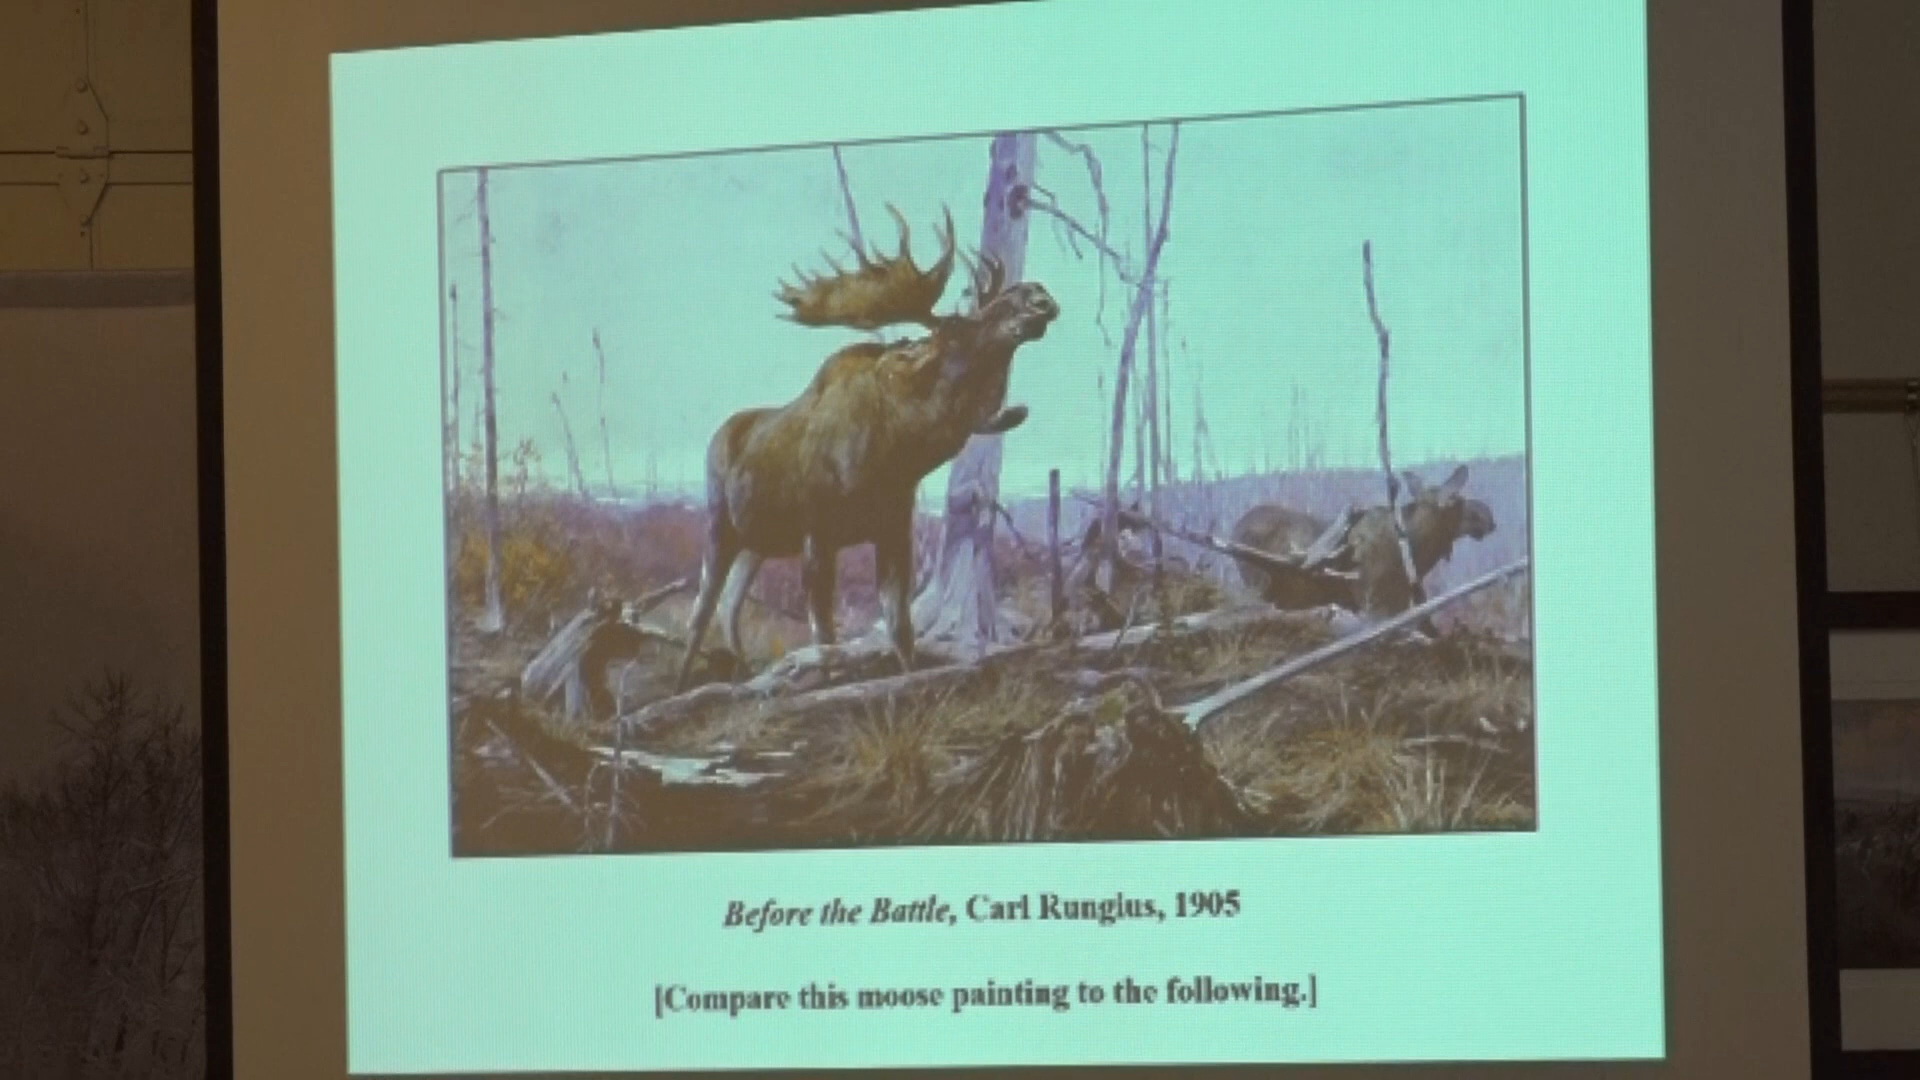 Before the Battle, Carl Rungius, 1905
[Compare this moose painting to the following.]